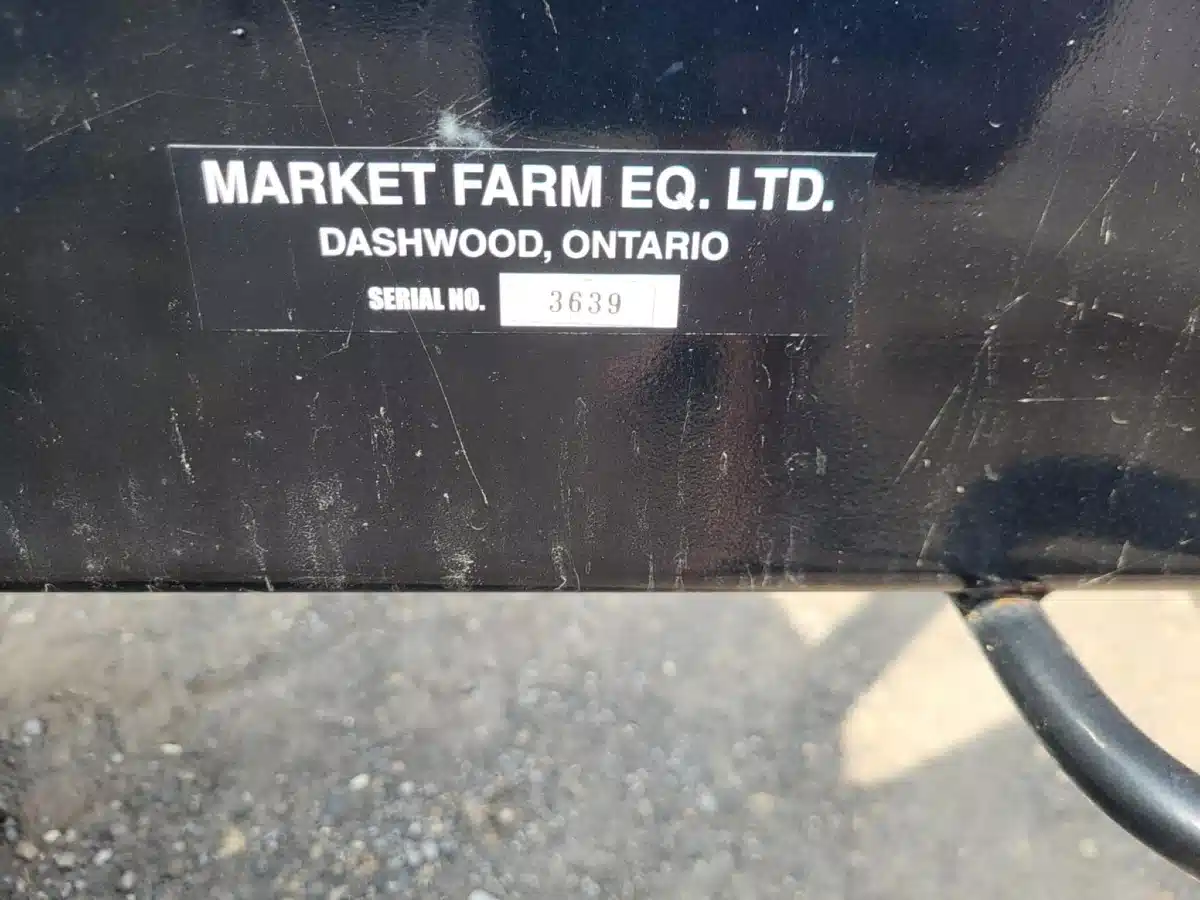 MARKET FARM EQ. LTD.
DASHWOOD, ONTARIO
SERIAL NO. 3639